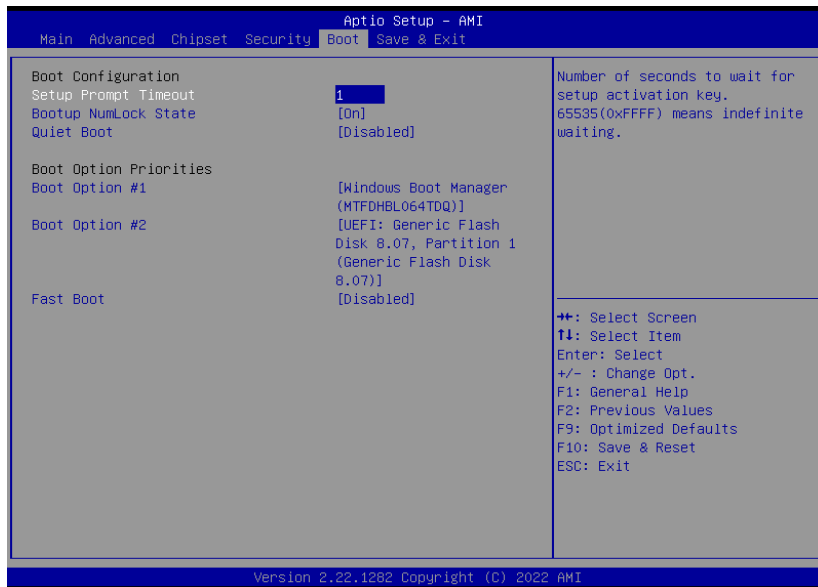 Aptio Setup – AMI
Main Advanced Chipset Security Boot Save & Exit
Boot Configuration
Setup Prompt Timeout 1
Bootup NumLock State [On]
Quiet Boot [Disabled]
Boot Option Priorities
Boot Option #1 [Windows Boot Manager
(MTFDHBL064TDQ)]
Boot Option #2 [UEFI: Generic Flash
Disk 8.07, Partition 1
(Generic Flash Disk
8.07)]
Fast Boot [Disabled]
Number of seconds to wait for
setup activation key.
65535(0xFFFF) means indefinite
waiting.
→←: Select Screen
↑↓: Select Item
Enter: Select
+/- : Change Opt.
F1: General Help
F2: Previous Values
F9: Optimized Defaults
F10: Save & Reset
ESC: Exit
Version 2.22.1282 Copyright (C) 2022 AMI